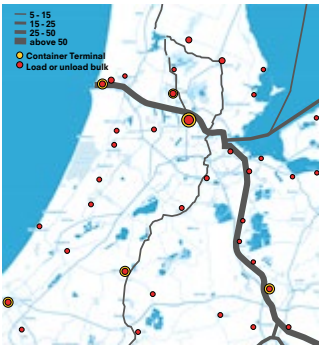 5 - 15
15 - 25
25 - 50
above 50
Container Terminal
Load or unload bulk